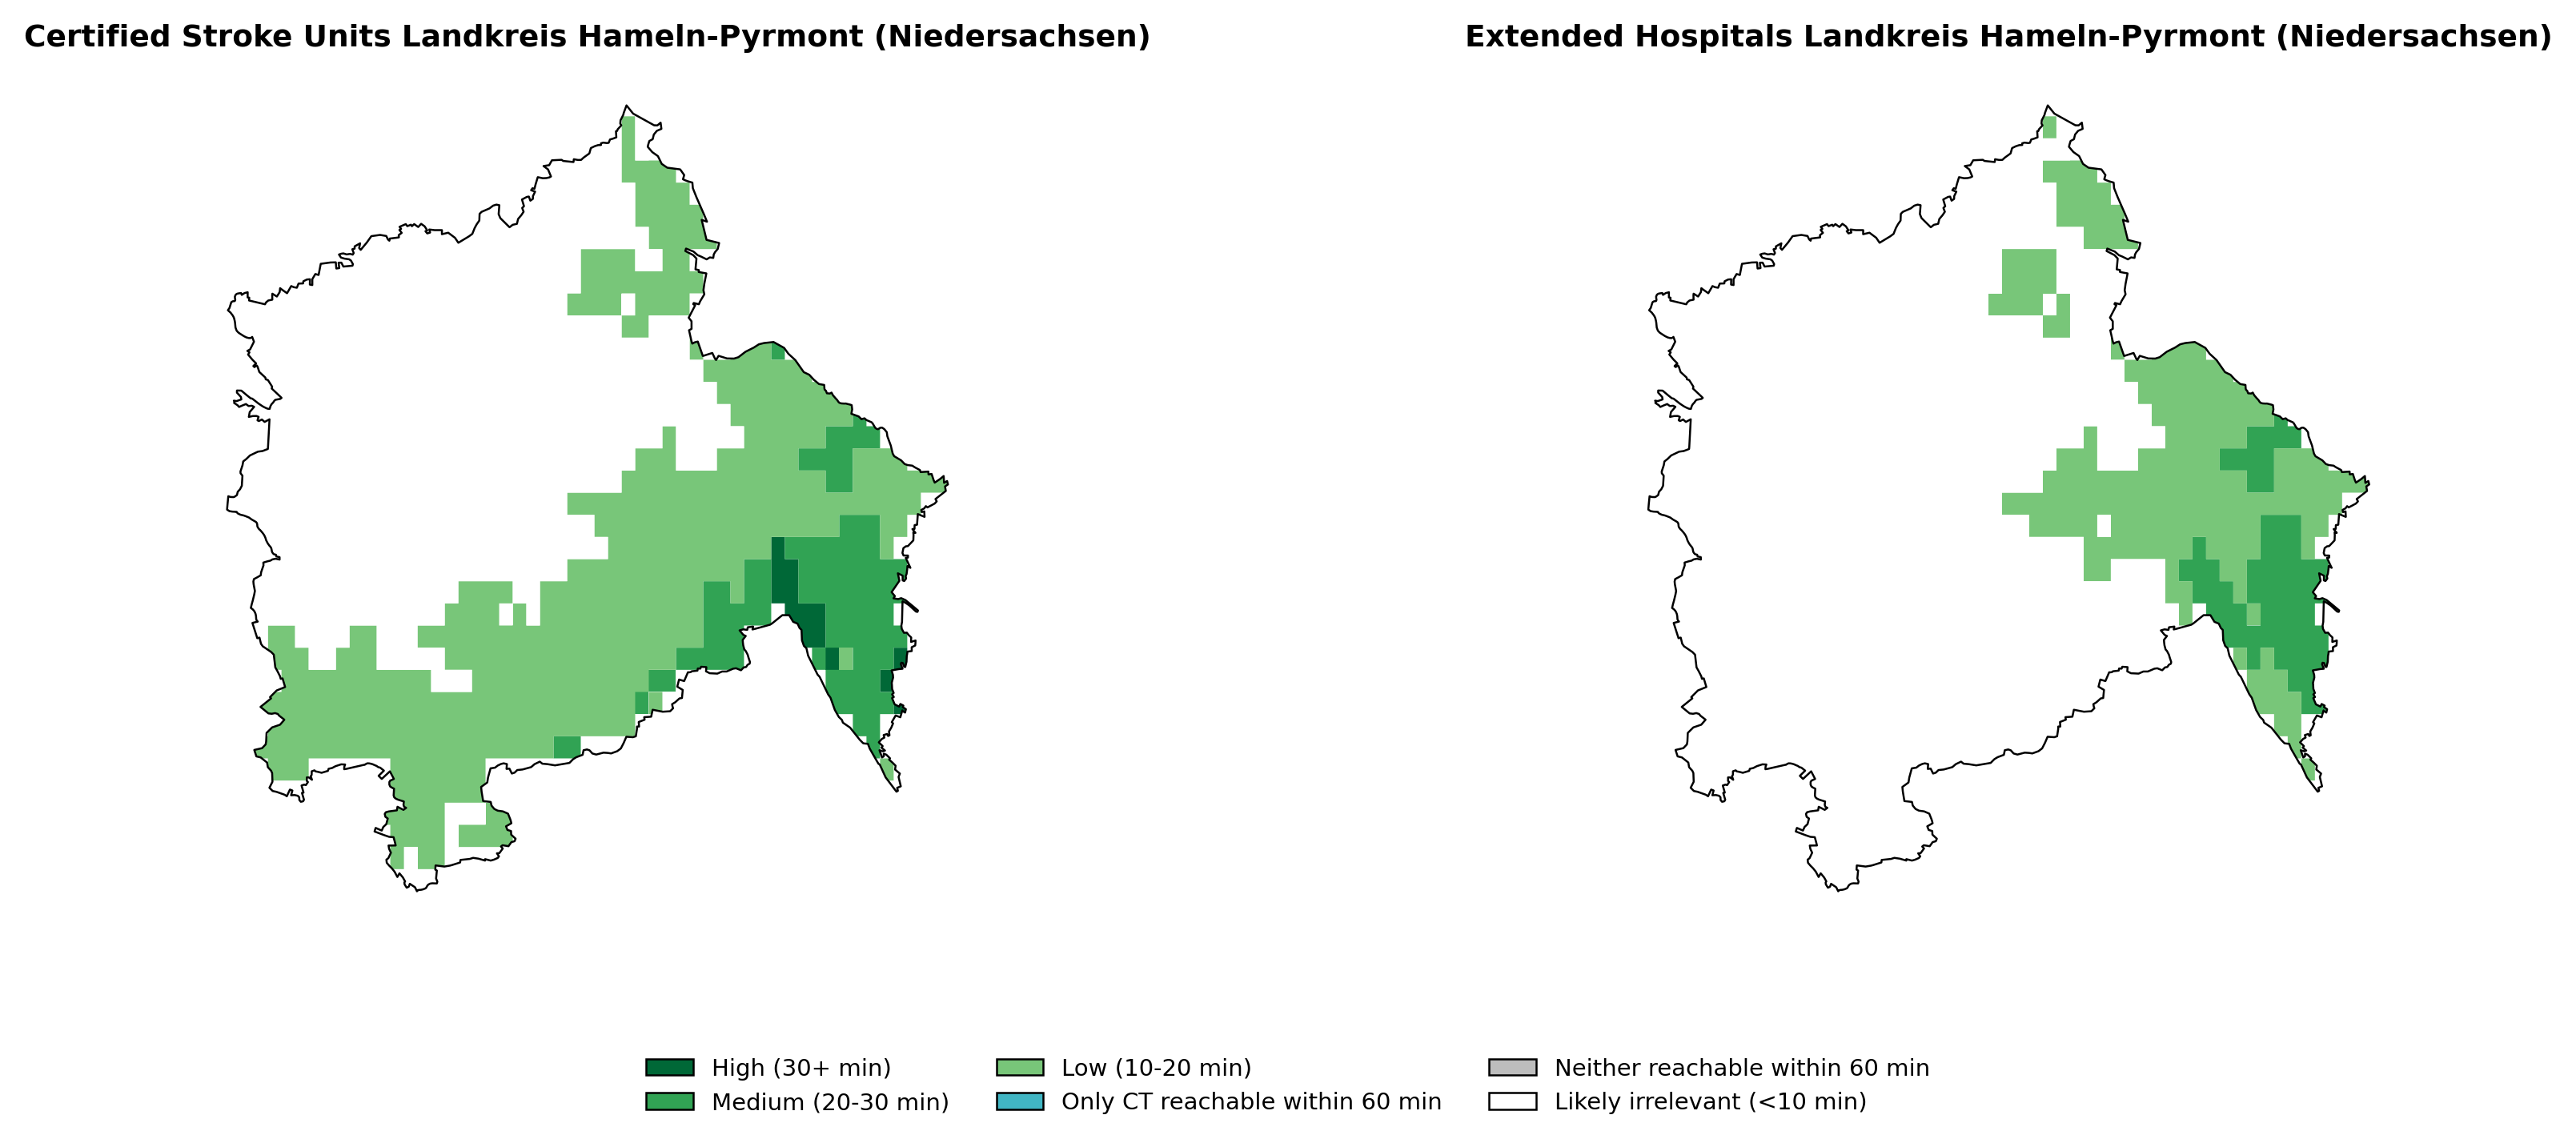 Certified Stroke Units Landkreis Hameln-Pyrmont (Niedersachsen)
Extended Hospitals Landkreis Hameln-Pyrmont (Niedersachsen)
High (30+ min)
Medium (20-30 min)
Low (10-20 min)
Only CT reachable within 60 min
Neither reachable within 60 min
Likely irrelevant (<10 min)